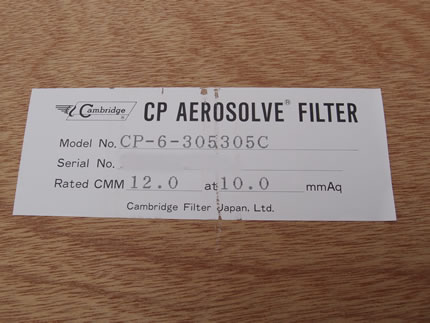 Cambridge ® CP AEROSOLVE® FILTER
Model No. CP-6-305305C
Serial No.
Rated CMM 12.0 at 10.0 mmAq
Cambridge Filter Japan. Ltd.